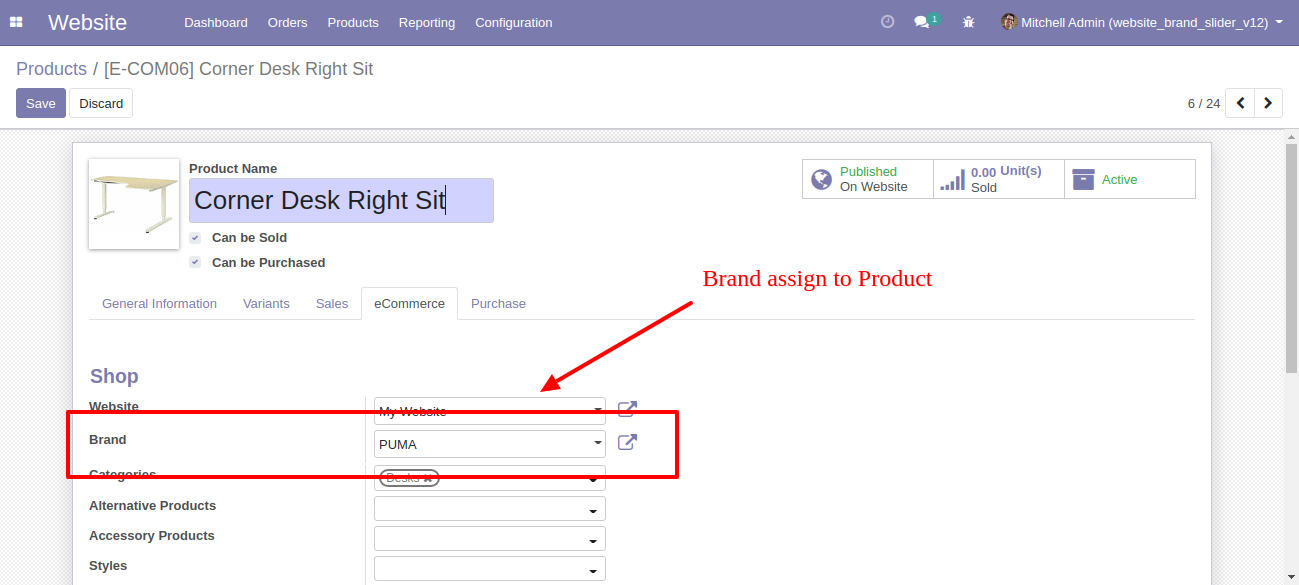 Website Dashboard Orders Products Reporting Configuration 1 Mitchell Admin (website_brand_slider_v12)
Products / [E-COM06] Corner Desk Right Sit
Save Discard 6 / 24
Product Name
Corner Desk Right Sit
Can be Sold
Can be Purchased
Published
On Website
0.00 Unit(s)
Sold
Active
Brand assign to Product
General Information Variants Sales eCommerce Purchase
Shop
Website My Website
Brand PUMA
Categories Desks ×
Alternative Products
Accessory Products
Styles